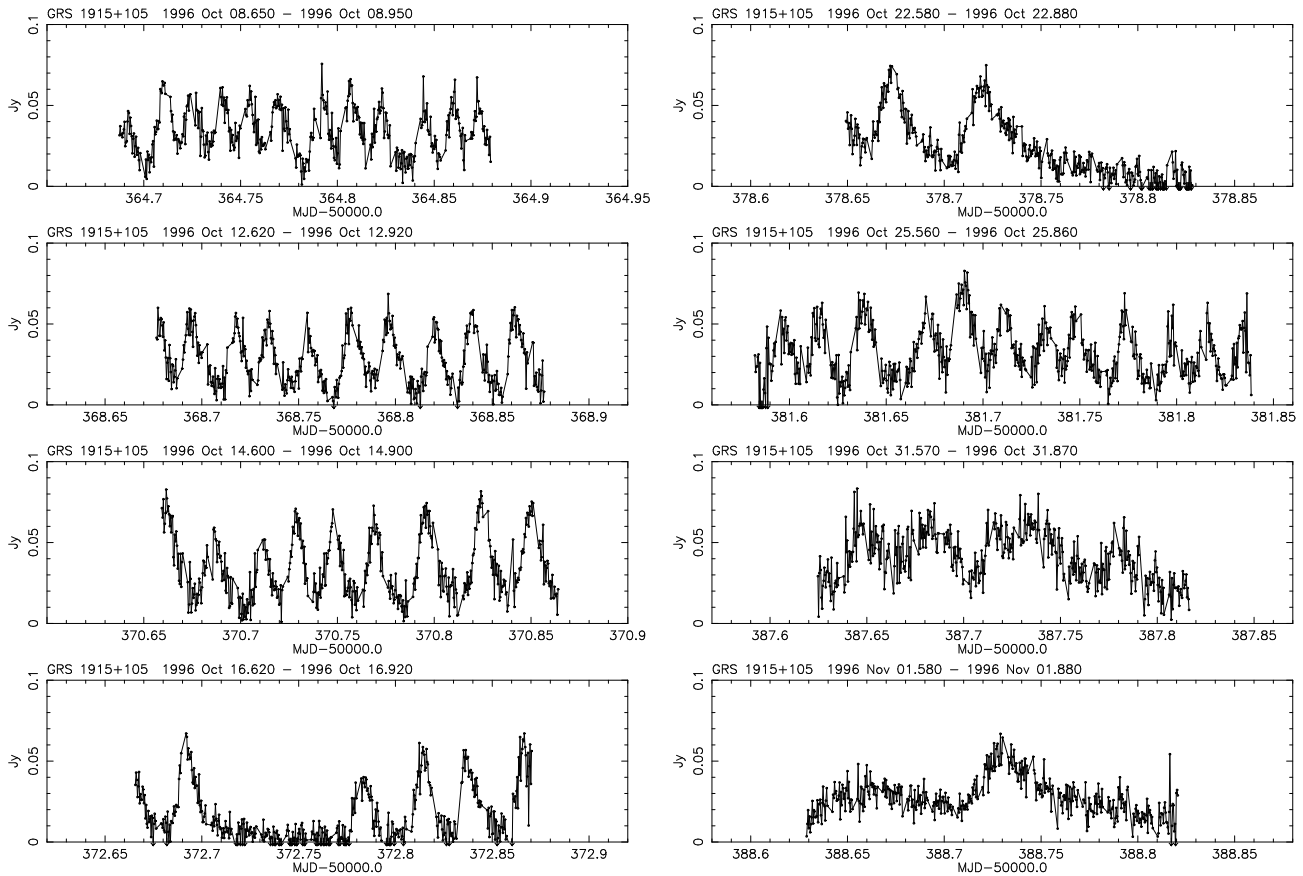 GRS 1915+105 1996 Oct 08.650 − 1996 Oct 08.950
0.1
0.05
0
Jy
364.7 364.75 364.8 364.85 364.9 364.95
MJD−50000.0
GRS 1915+105 1996 Oct 12.620 − 1996 Oct 12.920
0.1
0.05
0
Jy
368.65 368.7 368.75 368.8 368.85 368.9
MJD−50000.0
GRS 1915+105 1996 Oct 14.600 − 1996 Oct 14.900
0.1
0.05
0
Jy
370.65 370.7 370.75 370.8 370.85 370.9
MJD−50000.0
GRS 1915+105 1996 Oct 16.620 − 1996 Oct 16.920
0.1
0.05
0
Jy
372.65 372.7 372.75 372.8 372.85 372.9
MJD−50000.0
GRS 1915+105 1996 Oct 22.580 − 1996 Oct 22.880
0.1
0.05
0
Jy
378.6 378.65 378.7 378.75 378.8 378.85
MJD−50000.0
GRS 1915+105 1996 Oct 25.560 − 1996 Oct 25.860
0.1
0.05
0
Jy
381.6 381.65 381.7 381.75 381.8 381.85
MJD−50000.0
GRS 1915+105 1996 Oct 31.570 − 1996 Oct 31.870
0.1
0.05
0
Jy
387.6 387.65 387.7 387.75 387.8 387.85
MJD−50000.0
GRS 1915+105 1996 Nov 01.580 − 1996 Nov 01.880
0.1
0.05
0
Jy
388.6 388.65 388.7 388.75 388.8 388.85
MJD−50000.0